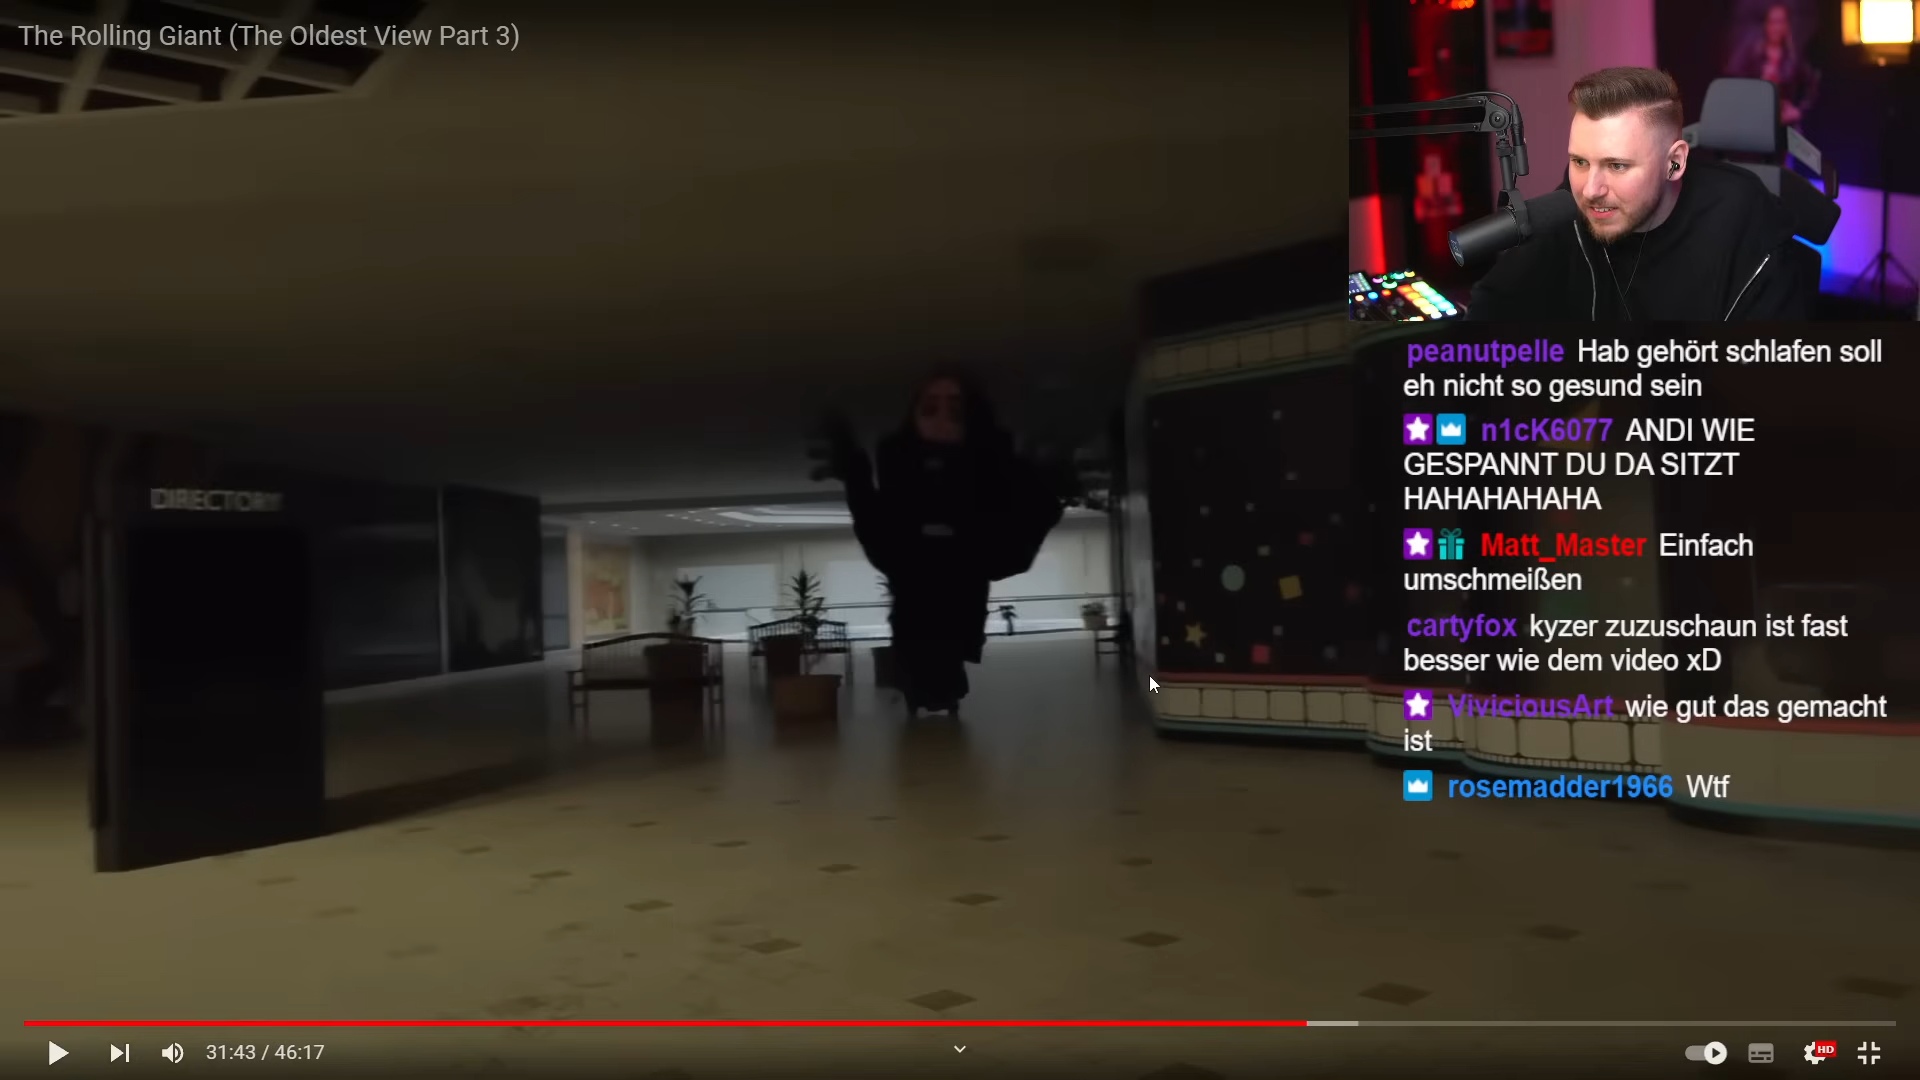 The Rolling Giant (The Oldest View Part 3)
DIRECTORY
peanutpelle Hab gehört schlafen soll
eh nicht so gesund sein
n1cK6077 ANDI WIE
GESPANNT DU DA SITZT
HAHAHAHAHA
Matt_Master Einfach
umschmeißen
cartyfox kyzer zuzuschaun ist fast
besser wie dem video xD
ViviciousArt wie gut das gemacht
ist
rosemadder1966 Wtf
31:43 / 46:17
HD